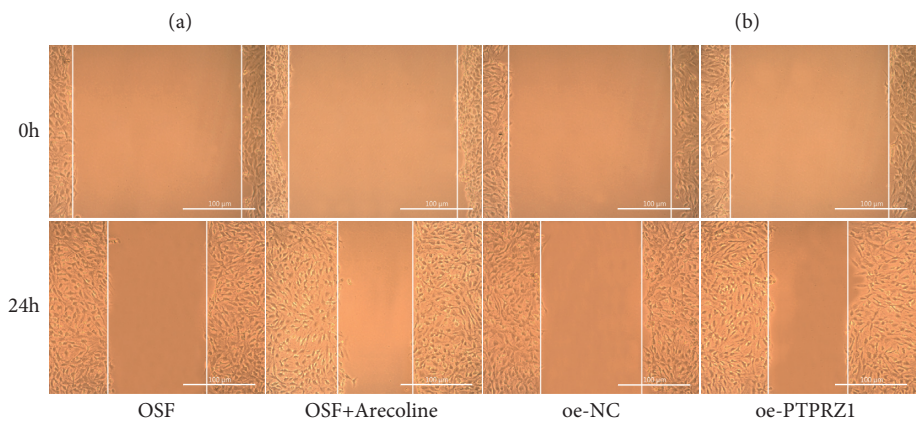 (a) (b)
0h
100 μm 100 μm 100 μm 100 μm
24h
100 μm 100 μm 100 μm 100 μm
OSF OSF+Arecoline oe-NC oe-PTPRZ1